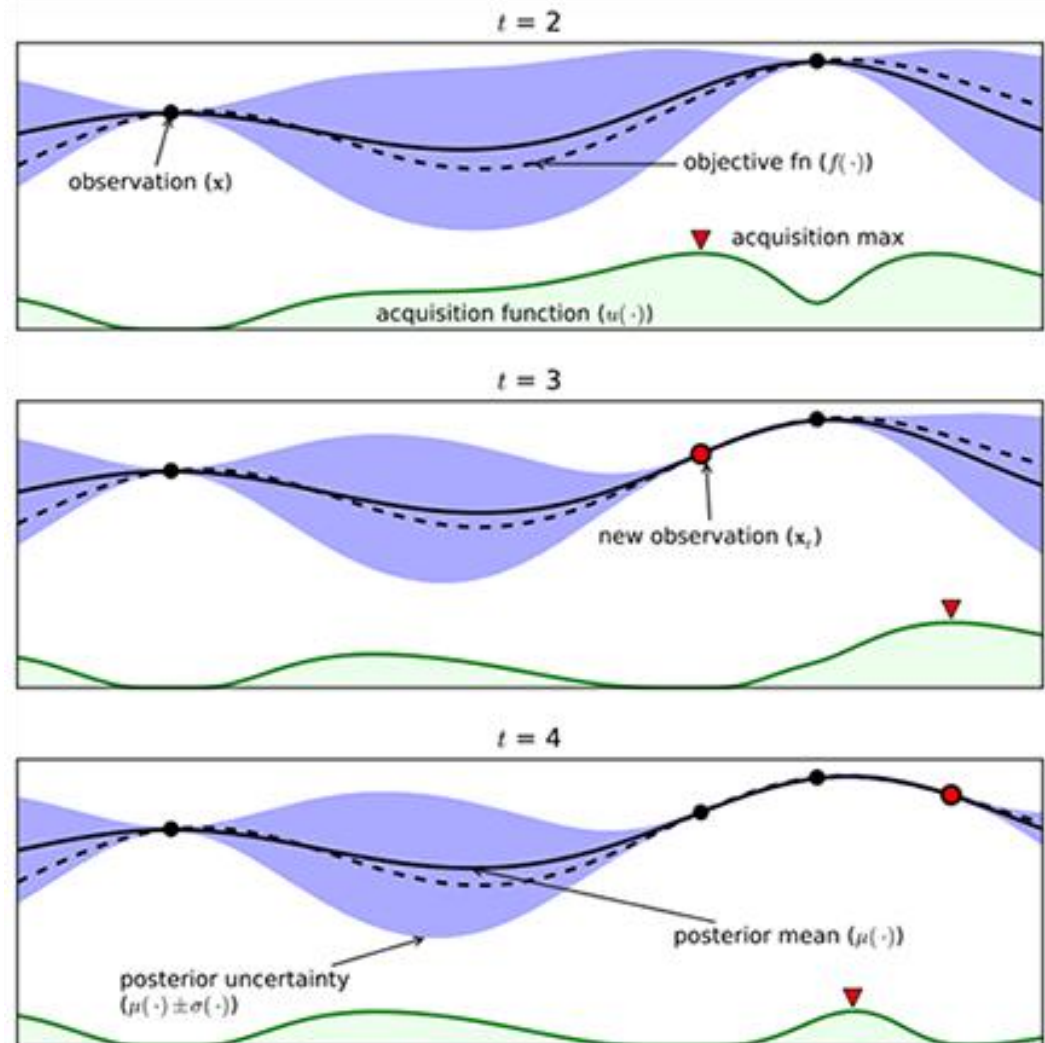 t = 2
observation (x)
objective fn (f(·))
acquisition max
acquisition function (u(·))
t = 3
new observation (xₜ)
t = 4
posterior mean (μ(·))
posterior uncertainty
(μ(·) ±σ(·))